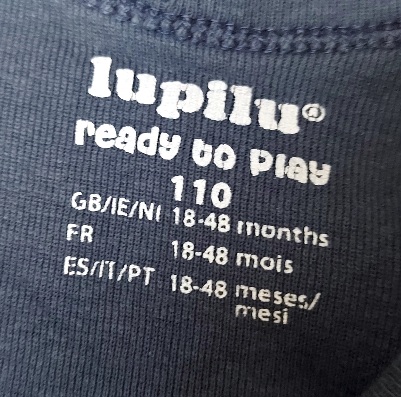 lupilu®
ready to play
110
GB/IE/NI 18-48 months
FR 18-48 mois
ES/IT/PT 18-48 meses/
mesi